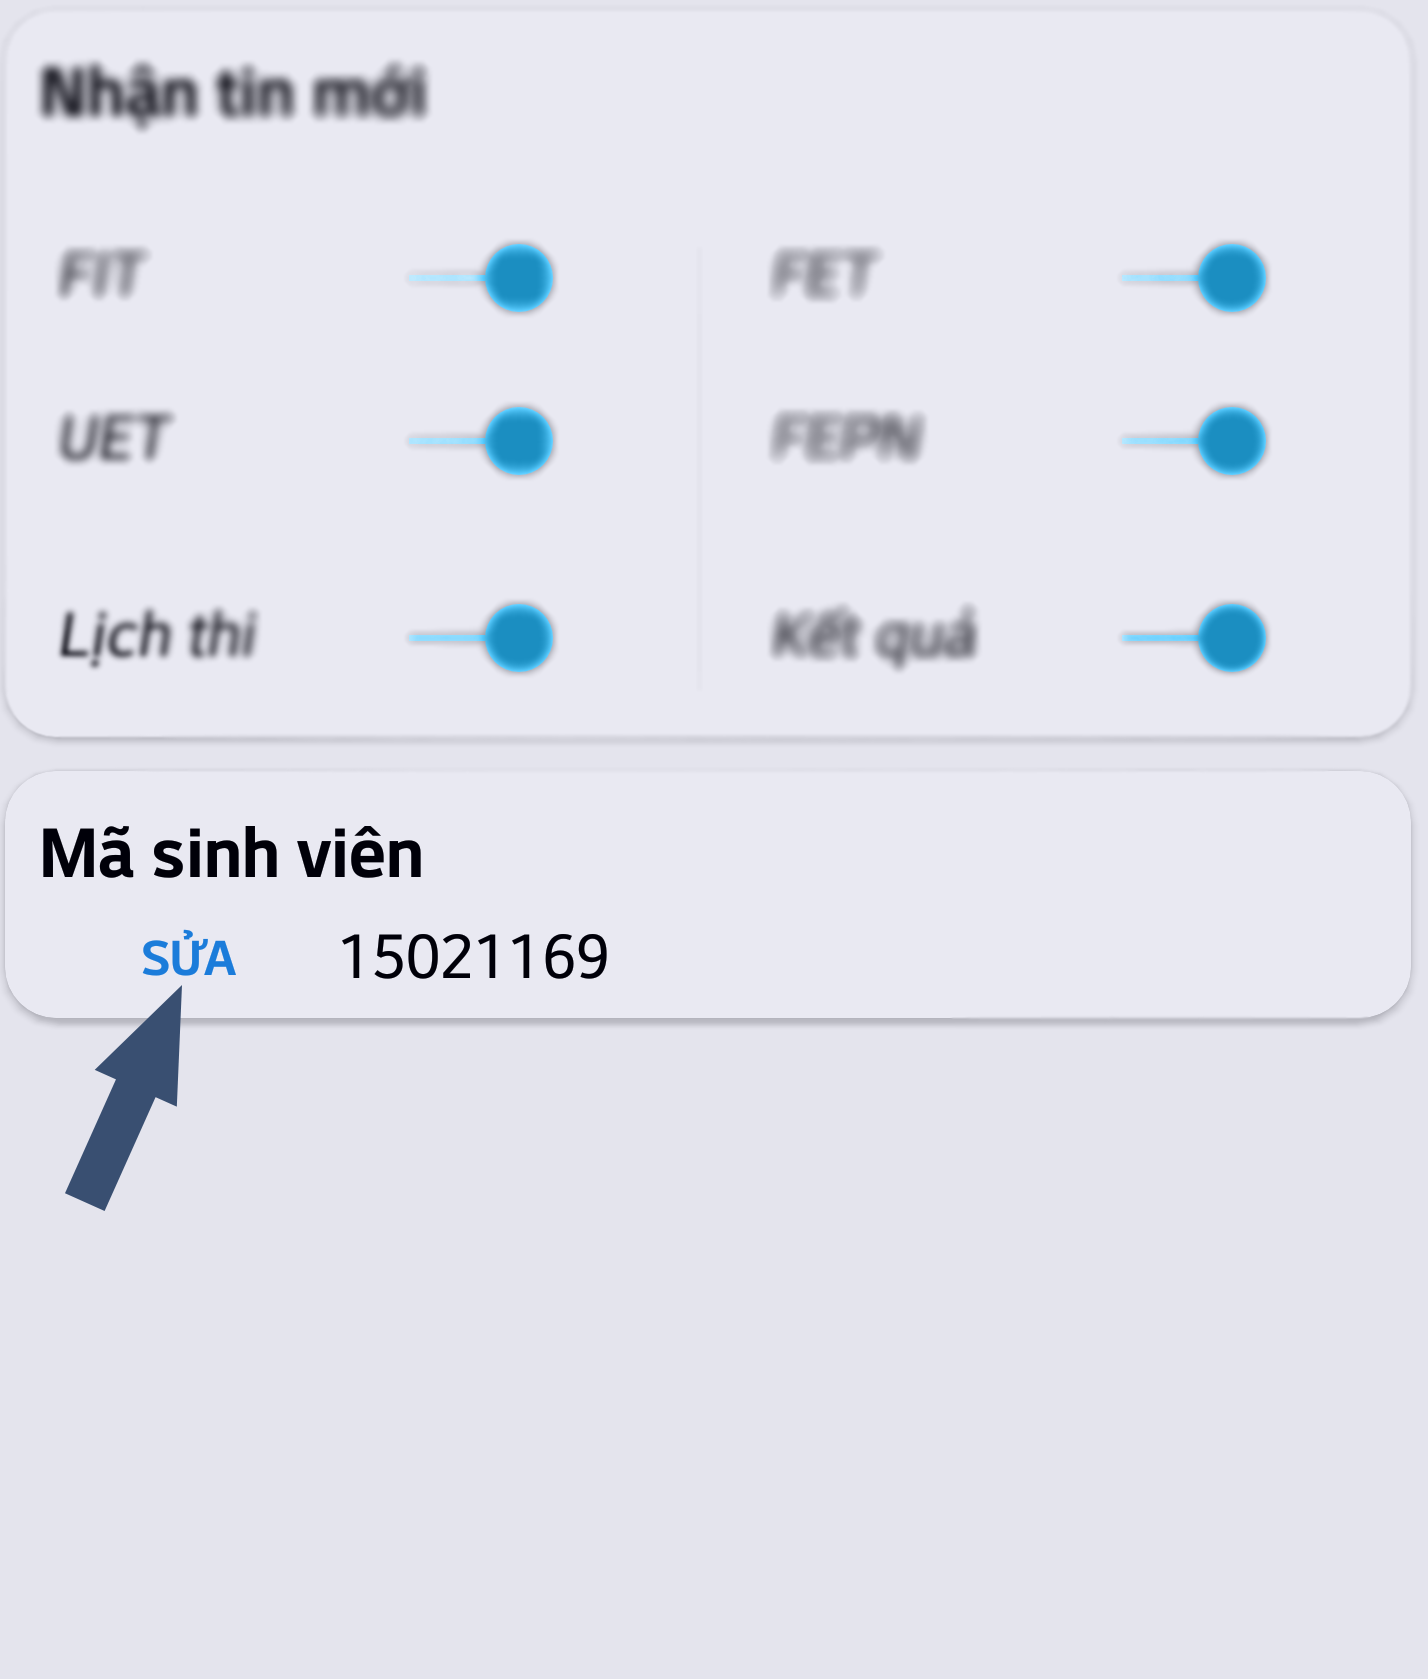 Nhận tin mới
FIT FET
UET FEPN
Lịch thi Kết quả
Mã sinh viên
SỬA 15021169